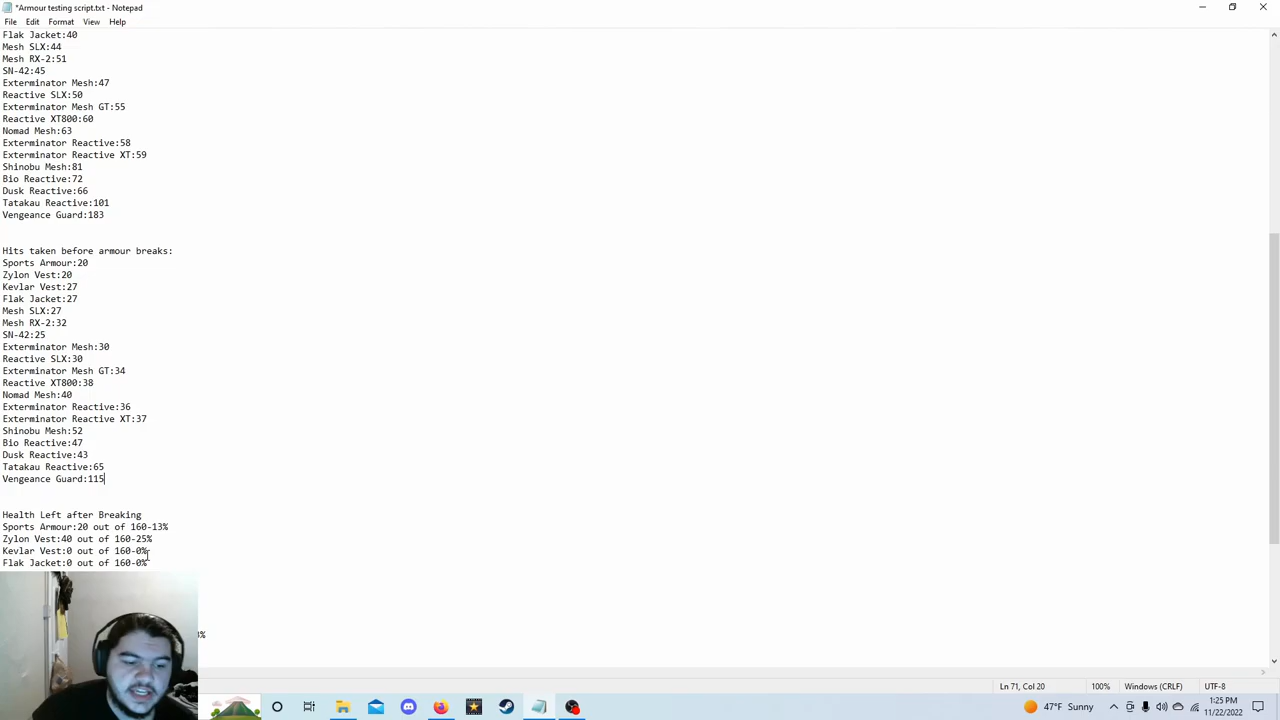 *Armour testing script.txt - Notepad
File Edit Format View Help
Flak Jacket:40
Mesh SLX:44
Mesh RX-2:51
SN-42:45
Exterminator Mesh:47
Reactive SLX:50
Exterminator Mesh GT:55
Reactive XT800:60
Nomad Mesh:63
Exterminator Reactive:58
Exterminator Reactive XT:59
Shinobu Mesh:81
Bio Reactive:72
Dusk Reactive:66
Tatakau Reactive:101
Vengeance Guard:183
Hits taken before armour breaks:
Sports Armour:20
Zylon Vest:20
Kevlar Vest:27
Flak Jacket:27
Mesh SLX:27
Mesh RX-2:32
SN-42:25
Exterminator Mesh:30
Reactive SLX:30
Exterminator Mesh GT:34
Reactive XT800:38
Nomad Mesh:40
Exterminator Reactive:36
Exterminator Reactive XT:37
Shinobu Mesh:52
Bio Reactive:47
Dusk Reactive:43
Tatakau Reactive:65
Vengeance Guard:115
Health Left after Breaking
Sports Armour:20 out of 160-13%
Zylon Vest:40 out of 160-25%
Kevlar Vest:0 out of 160-0%
Flak Jacket:0 out of 160-0%
Ln 71, Col 20
100%
Windows (CRLF)
UTF-8
47°F Sunny
1:25 PM
11/22/2022